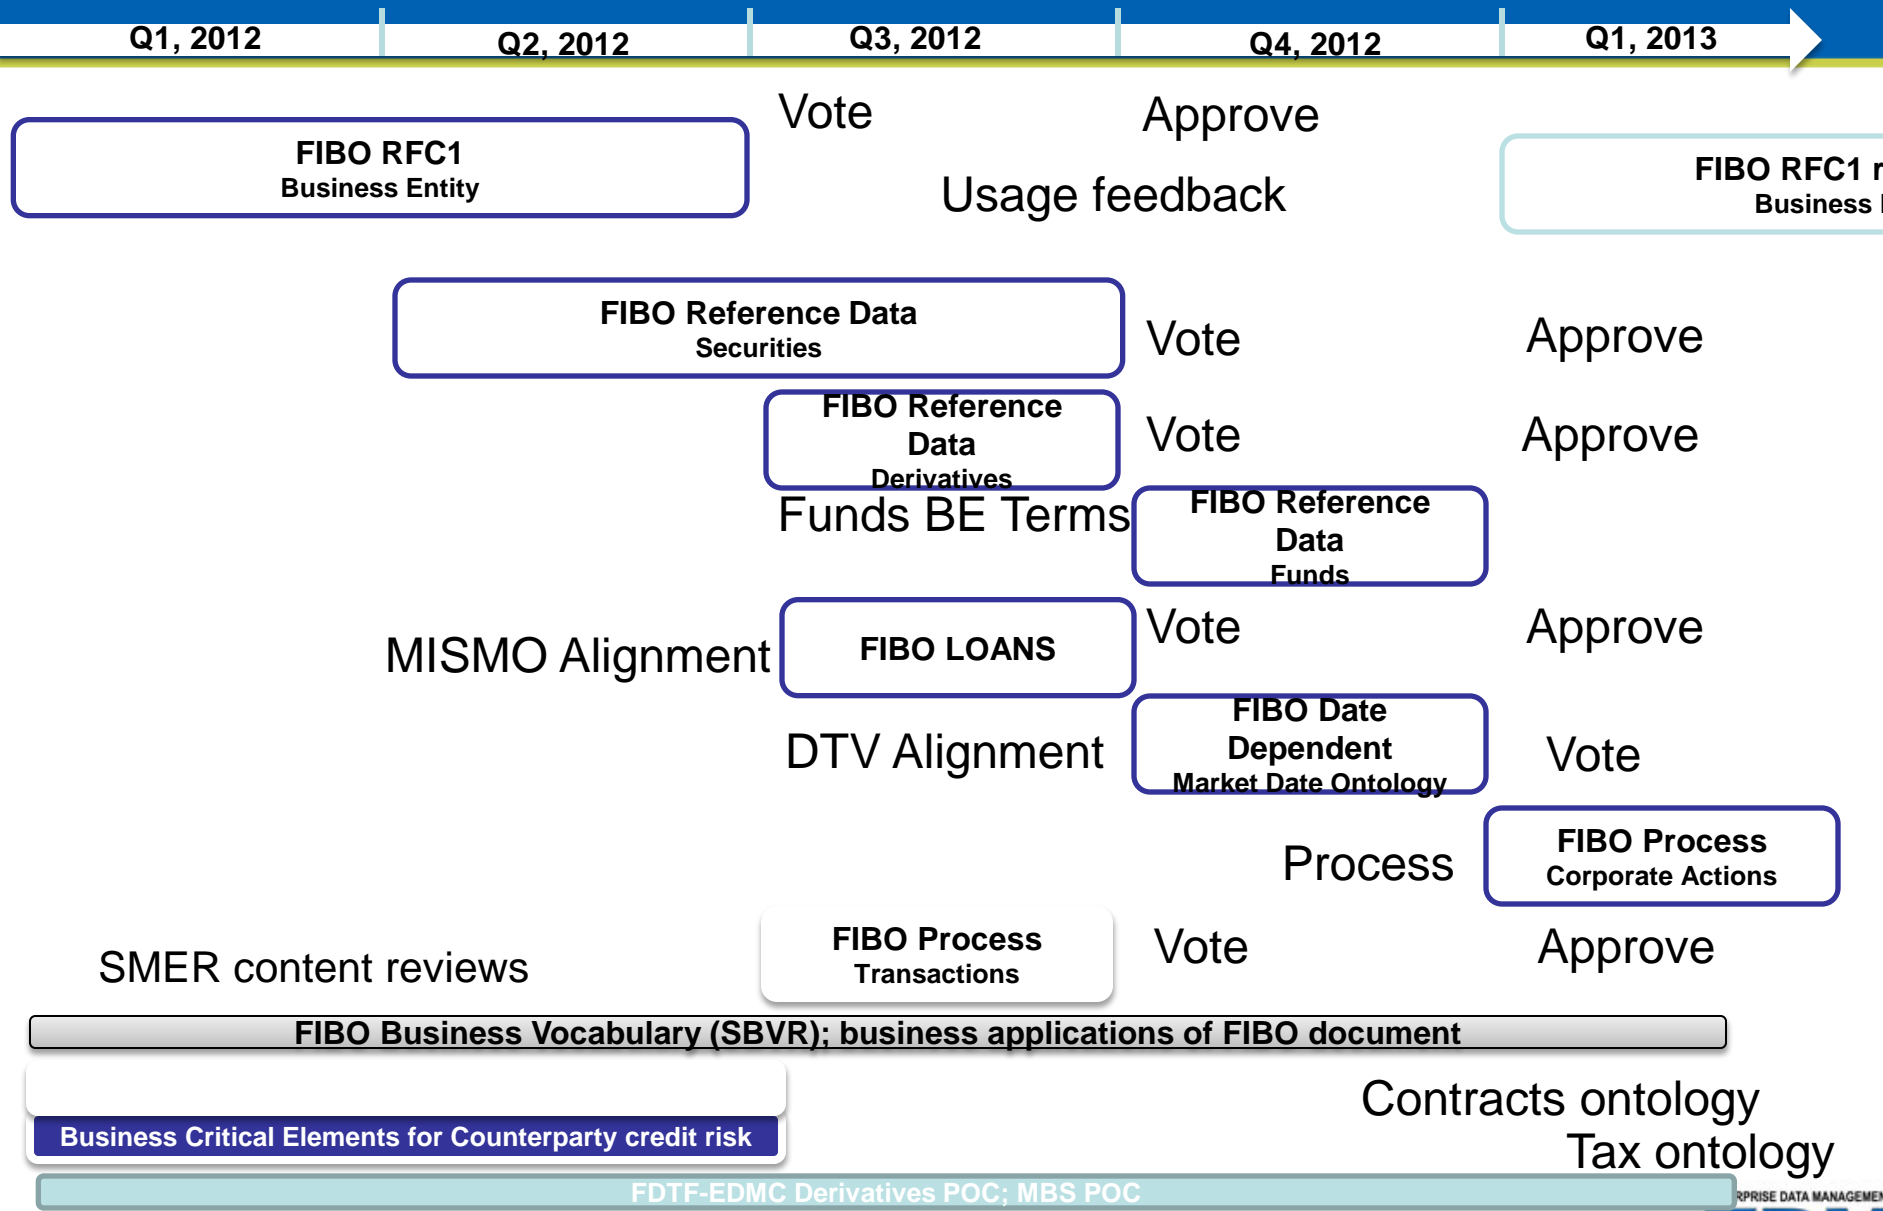 Q1, 2012
Q2, 2012
Q3, 2012
Q4, 2012
Q1, 2013
Vote
Approve
FIBO RFC1
Business Entity
Usage feedback
FIBO RFC1
Business
FIBO Reference Data
Securities
Vote
Approve
FIBO Reference
Data
Derivatives
Vote
Approve
Funds BE Terms
FIBO Reference
Data
Funds
MISMO Alignment
FIBO LOANS
Vote
Approve
DTV Alignment
FIBO Date
Dependent
Market Date Ontology
Vote
Process
FIBO Process
Corporate Actions
SMER content reviews
FIBO Process
Transactions
Vote
Approve
FIBO Business Vocabulary (SBVR); business applications of FIBO document
Contracts ontology
Business Critical Elements for Counterparty credit risk
Tax ontology
FDTF-EDMC Derivatives POC; MBS POC
DATA